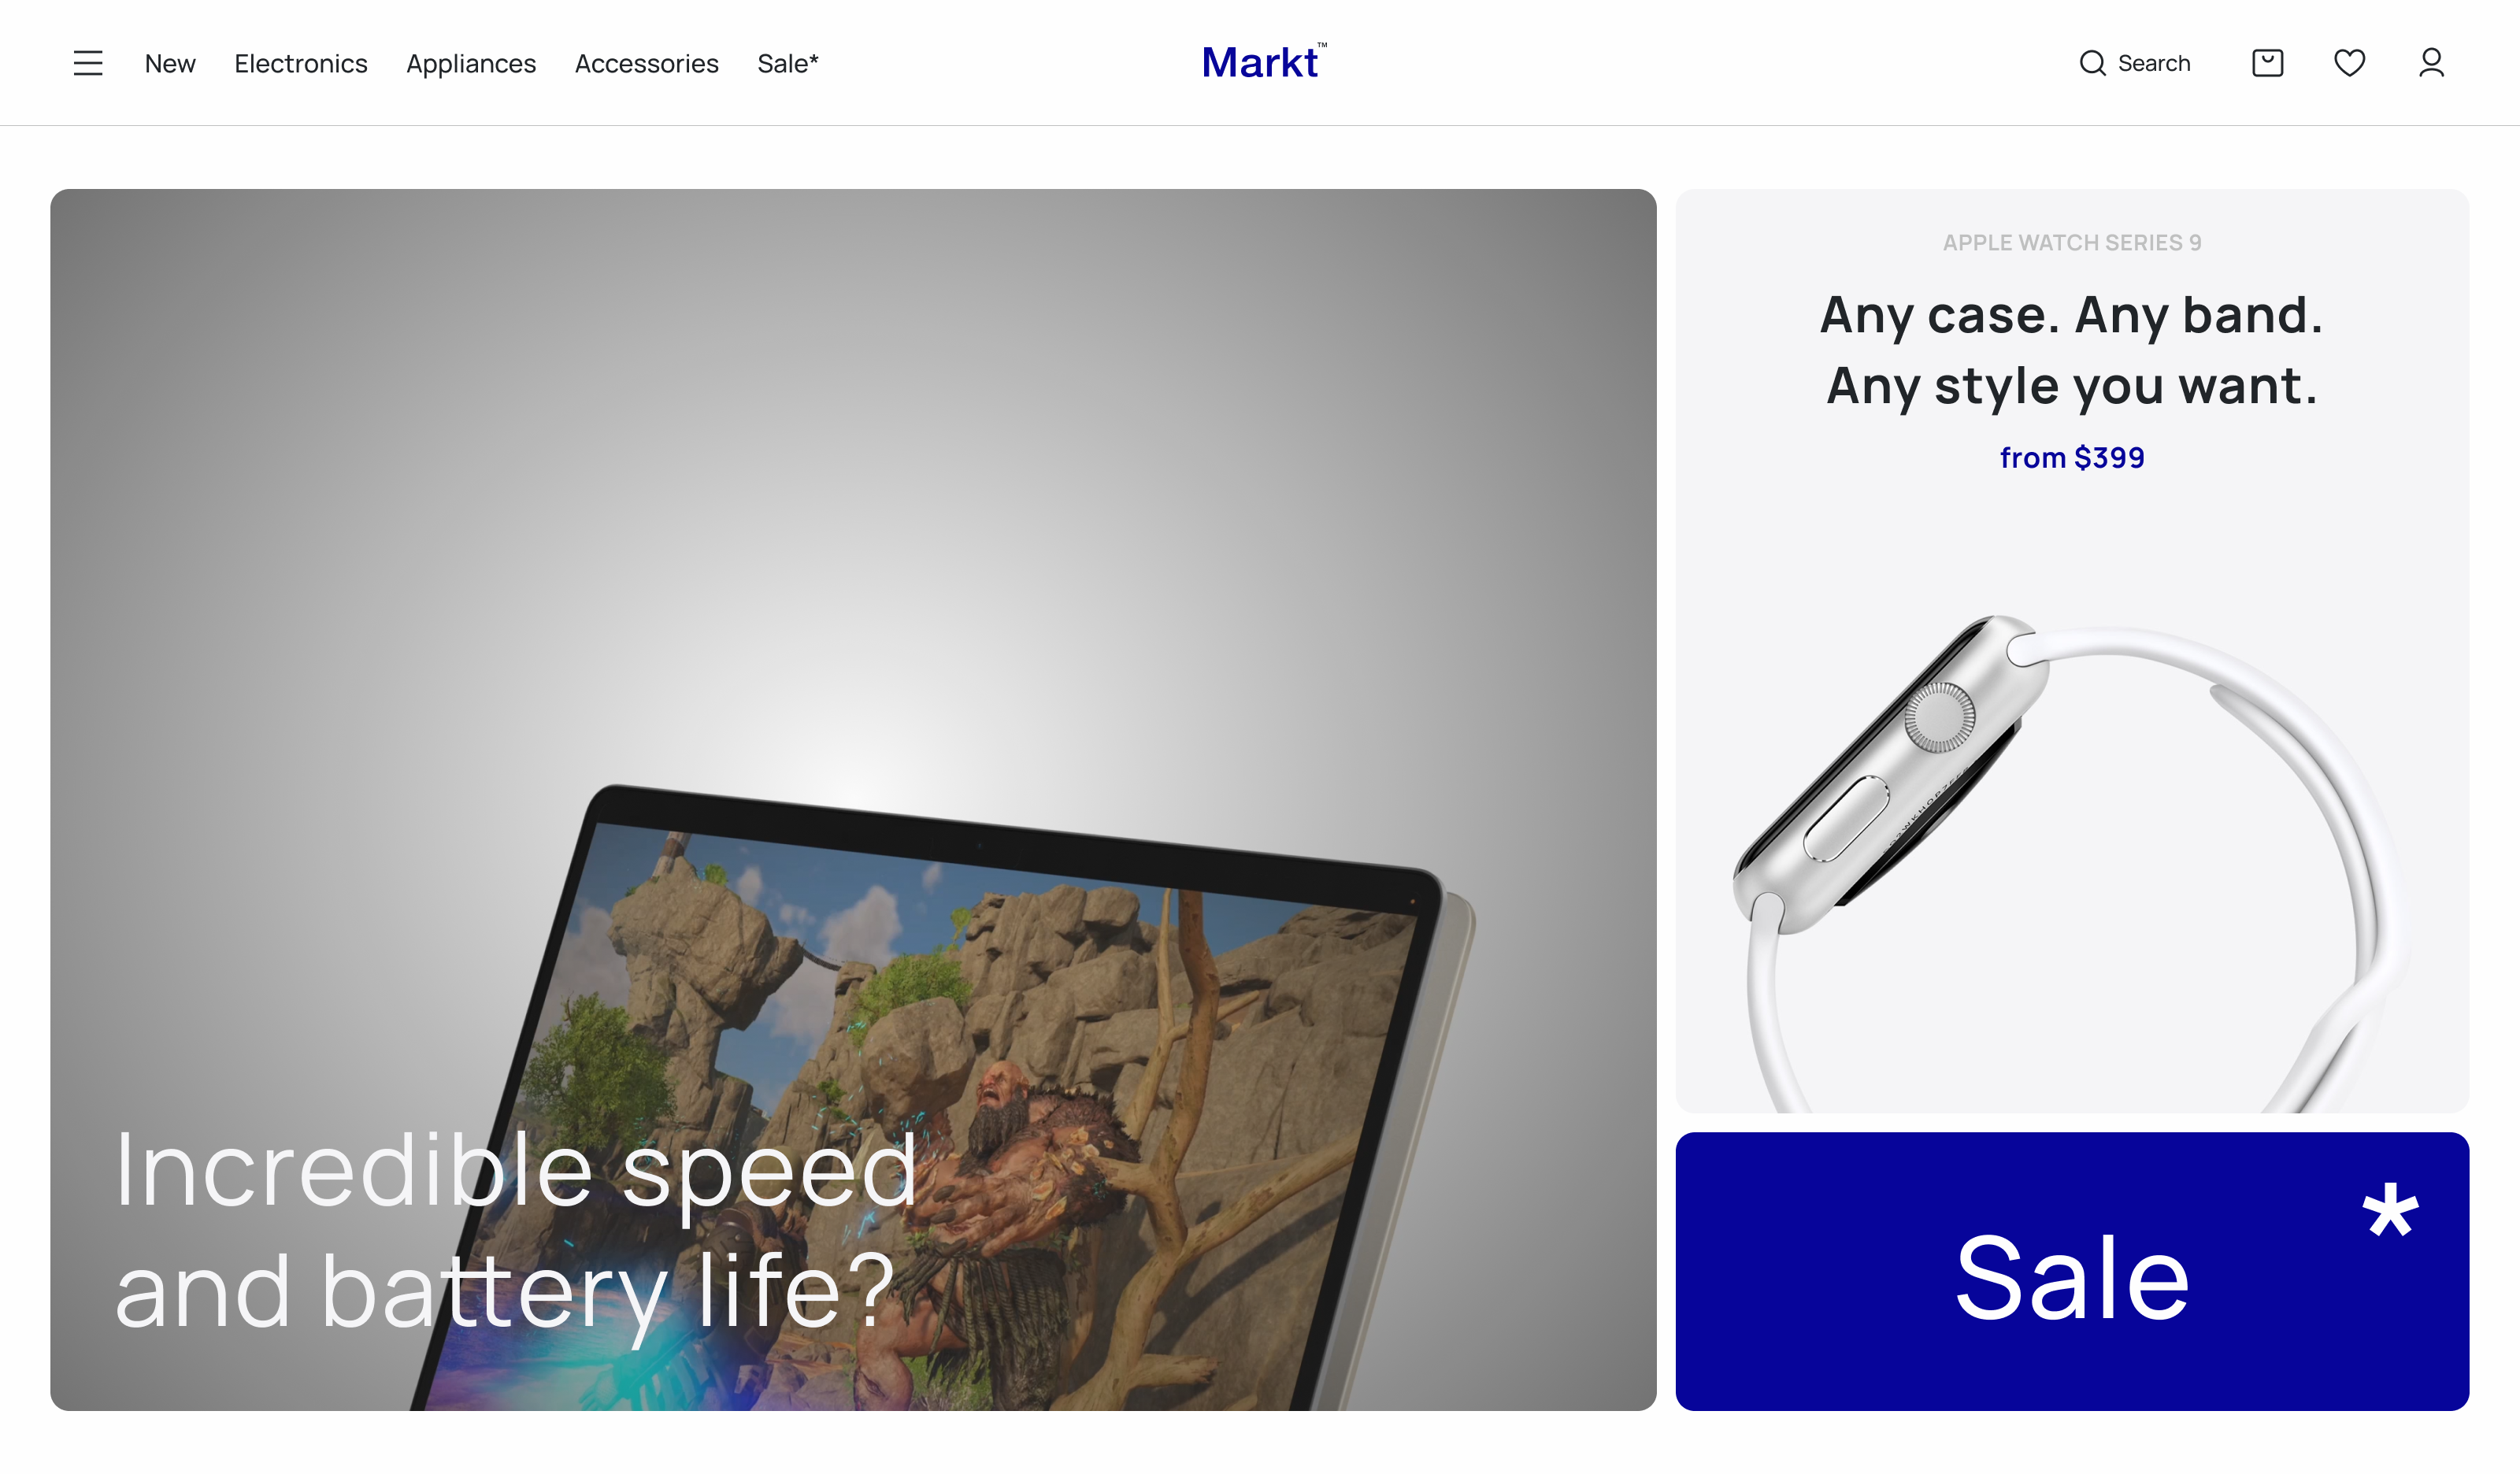 New
Electronics
Appliances
Accessories
Sale*
Markt™
Search
APPLE WATCH SERIES 9
Any case. Any band.
Any style you want.
from $399
Incredible speed
and battery life?
Sale
*